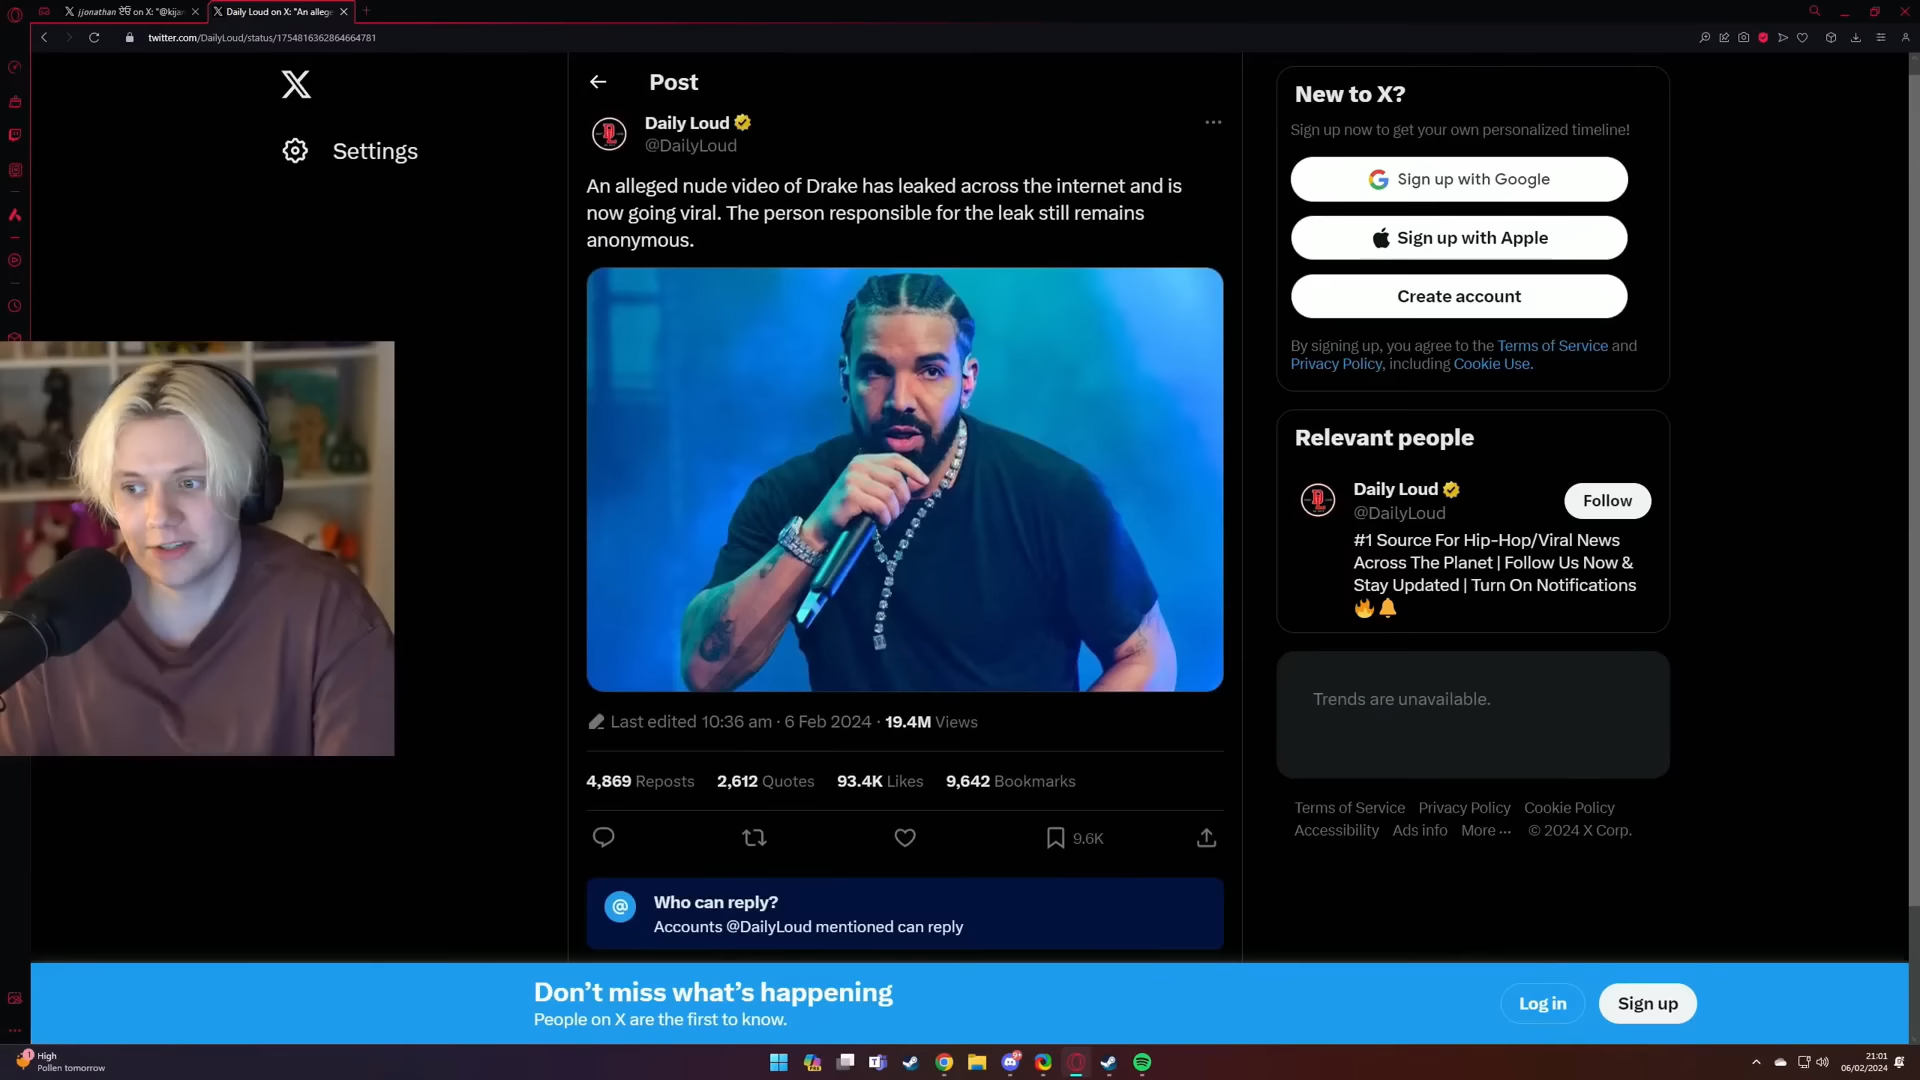 jjonathan
on X: "@kija
Daily Loud on X: "An allege
twitter.com/DailyLoud/status/1754816362864664781
Settings
Post
Daily Loud
@DailyLoud
An alleged nude video of Drake has leaked across the internet and is
now going viral. The person responsible for the leak still remains
anonymous.
Last edited 10:36 am · 6 Feb 2024 · 19.4M Views
4,869 Reposts 2,612 Quotes 93.4K Likes 9,642 Bookmarks
9.6K
Who can reply?
Accounts @DailyLoud mentioned can reply
New to X?
Sign up now to get your own personalized timeline!
Sign up with Google
Sign up with Apple
Create account
By signing up, you agree to the Terms of Service and
Privacy Policy, including Cookie Use.
Relevant people
Daily Loud
@DailyLoud
Follow
#1 Source For Hip-Hop/Viral News
Across The Planet | Follow Us Now &
Stay Updated | Turn On Notifications
🔥🔔
Trends are unavailable.
Terms of Service Privacy Policy Cookie Policy
Accessibility Ads info More ··· © 2024 X Corp.
Don't miss what's happening
People on X are the first to know.
Log in
Sign up
High
Pollen tomorrow
21:01
06/02/2024